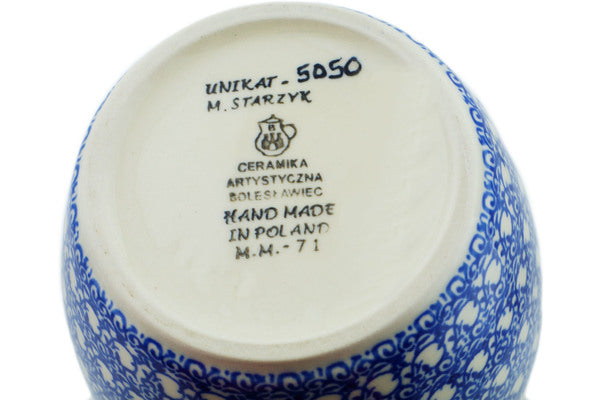 UNIKAT - 5050
M. STARZYK
B
CERAMIKA
ARTYSTYCZNA
BOLESŁAWIEC
HAND MADE
IN POLAND
M.M. - 71